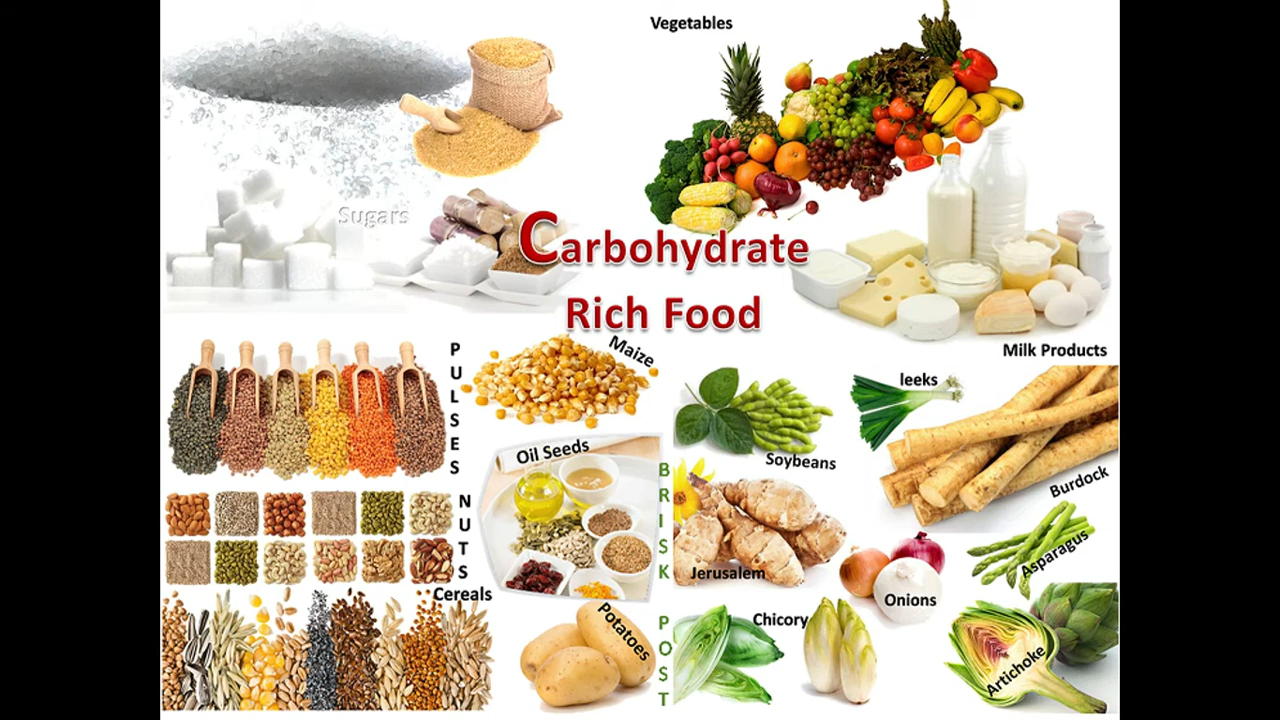 Vegetables
Sugars
Carbohydrate
Rich Food
Milk Products
PULSES
Maize
leeks
Oil Seeds
Soybeans
Burdock
NUTS
BRISK
Jerusalem
Asparagus
Cereals
Onions
Potatoes
POST
Chicory
Artichoke